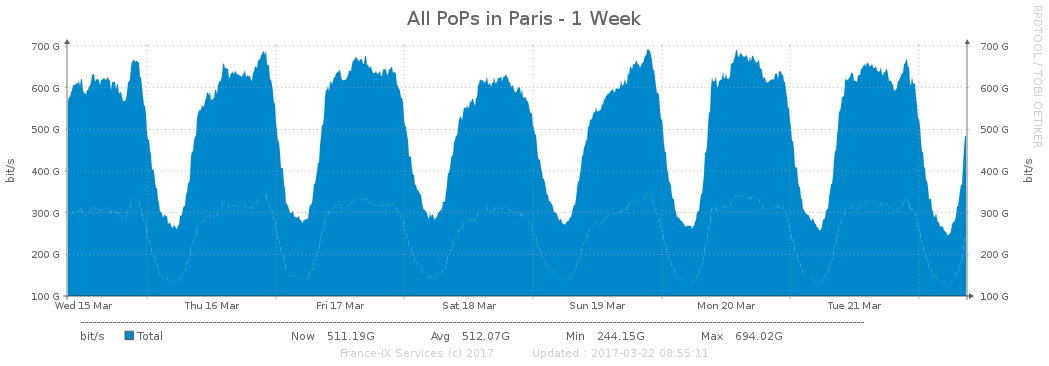 All PoPs in Paris - 1 Week
RRDTOOL / TOBI OETIKER
700 G 700 G
600 G 600 G
500 G 500 G
400 G 400 G
300 G 300 G
200 G 200 G
100 G 100 G
bit/s bit/s
Wed 15 Mar Thu 16 Mar Fri 17 Mar Sat 18 Mar Sun 19 Mar Mon 20 Mar Tue 21 Mar
bit/s Total Now 511.19G Avg 512.07G Min 244.15G Max 694.02G
France-IX Services (c) 2017 Updated : 2017-03-22 08:55:11